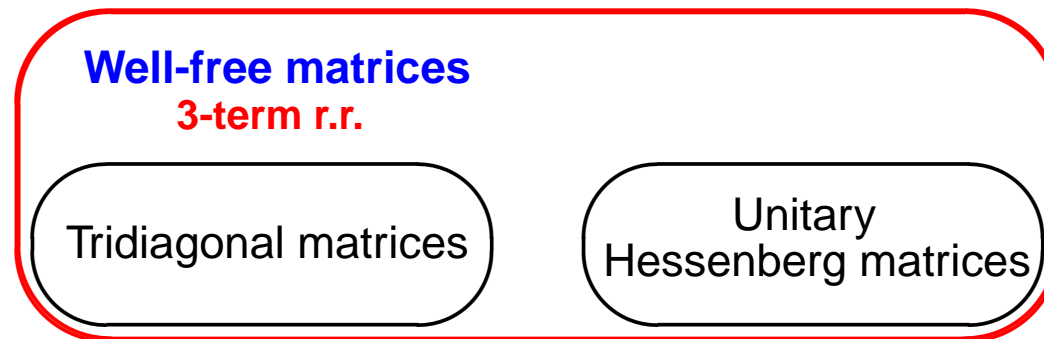 Well-free matrices
3-term r.r.
Tridiagonal matrices
Unitary
Hessenberg matrices